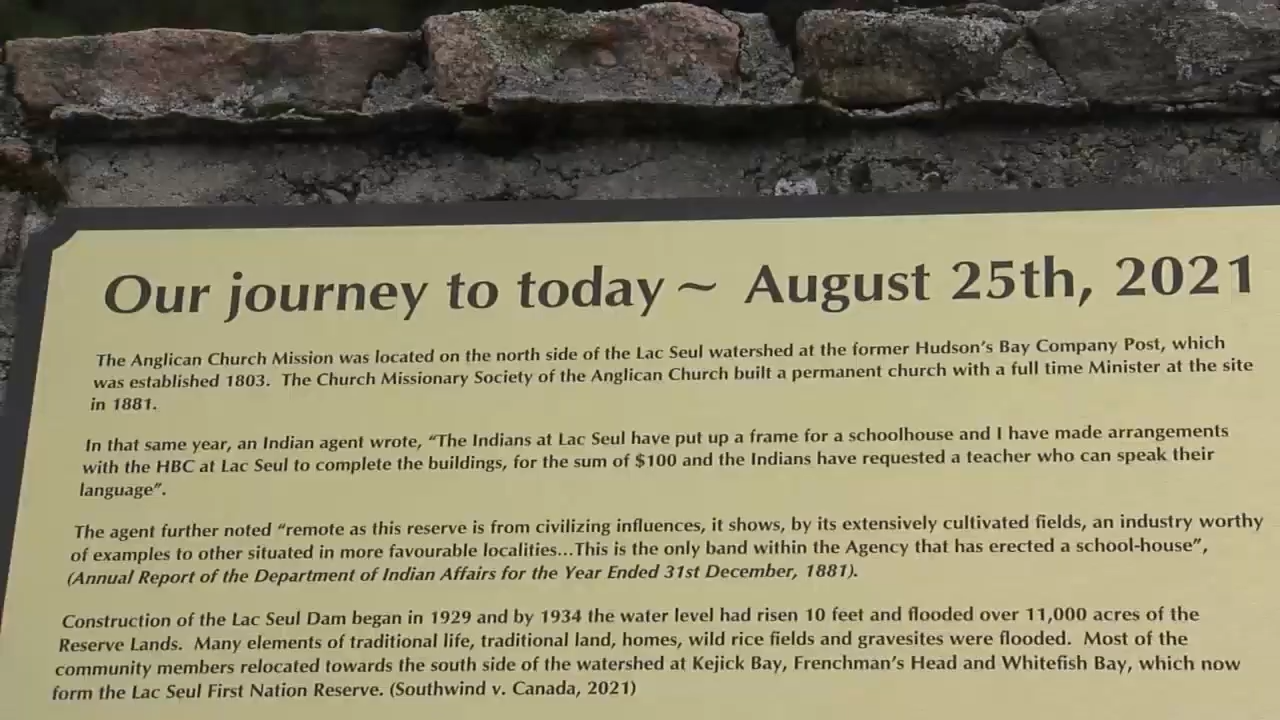 Our journey to today ~ August 25th, 2021
The Anglican Church Mission was located on the north side of the Lac Seul watershed at the former Hudson's Bay Company Post, which
was established 1803. The Church Missionary Society of the Anglican Church built a permanent church with a full time Minister at the site
in 1881.
In that same year, an Indian agent wrote, “The Indians at Lac Seul have put up a frame for a schoolhouse and I have made arrangements
with the HBC at Lac Seul to complete the buildings, for the sum of $100 and the Indians have requested a teacher who can speak their
language”.
The agent further noted “remote as this reserve is from civilizing influences, it shows, by its extensively cultivated fields, an industry worthy
of examples to other situated in more favourable localities...This is the only band within the Agency that has erected a school-house”,
(Annual Report of the Department of Indian Affairs for the Year Ended 31st December, 1881).
Construction of the Lac Seul Dam began in 1929 and by 1934 the water level had risen 10 feet and flooded over 11,000 acres of the
Reserve Lands. Many elements of traditional life, traditional land, homes, wild rice fields and gravesites were flooded. Most of the
community members relocated towards the south side of the watershed at Kejick Bay, Frenchman's Head and Whitefish Bay, which now
form the Lac Seul First Nation Reserve. (Southwind v. Canada, 2021)